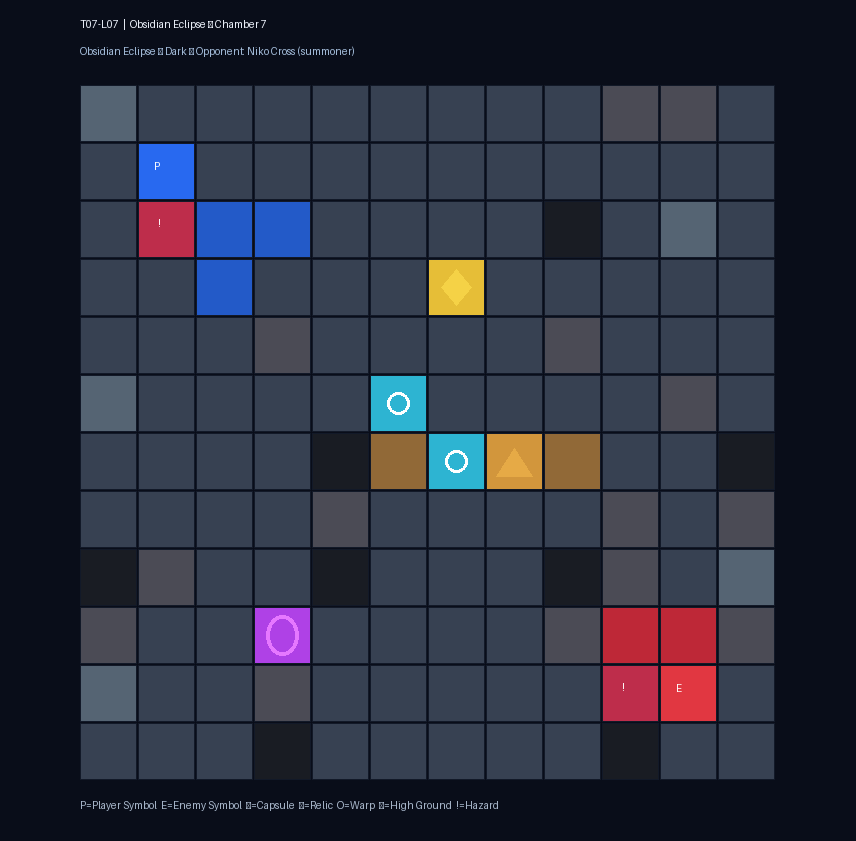 T07-L07 | Obsidian Eclipse □ Chamber 7
Obsidian Eclipse □ Dark □ Opponent: Niko Cross (summoner)
P
!
!
E
P=Player Symbol E=Enemy Symbol □=Capsule □=Relic O=Warp □=High Ground !=Hazard